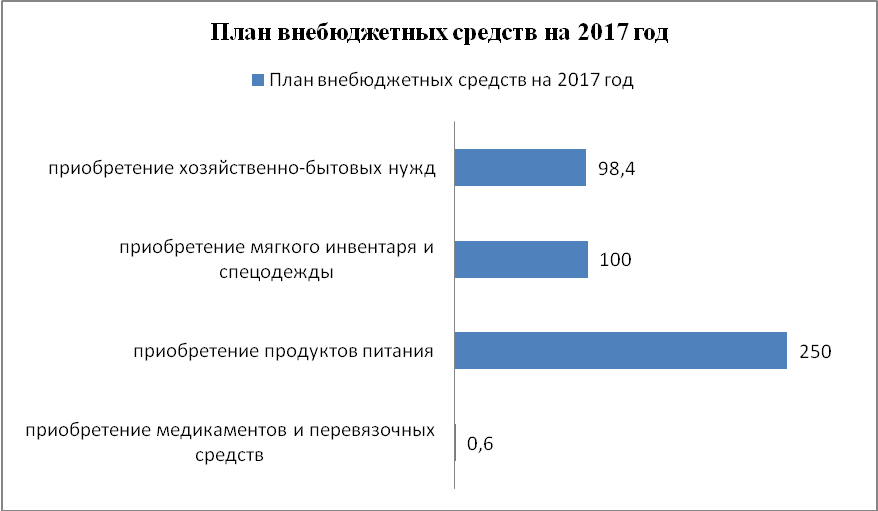 План внебюджетных средств на 2017 год
План внебюджетных средств на 2017 год
приобретение хозяйственно-бытовых нужд
98,4
приобретение мягкого инвентаря и
спецодежды
100
приобретение продуктов питания
250
приобретение медикаментов и перевязочных
средств
0,6